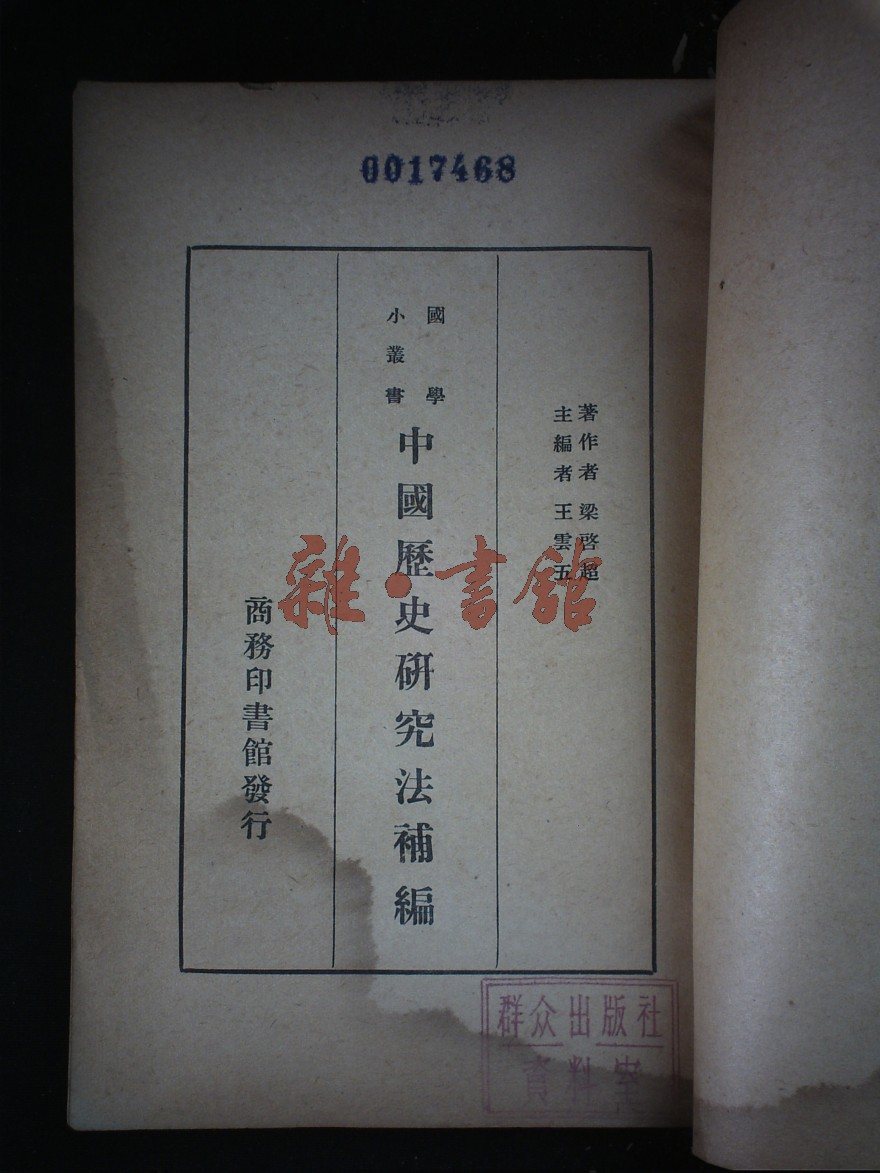 0017468
著作者 梁啓超
主編者 王雲五
國學
小叢書
中國歷史研究法補編
商務印書館發行
雜·書館
群众出版社
資料室